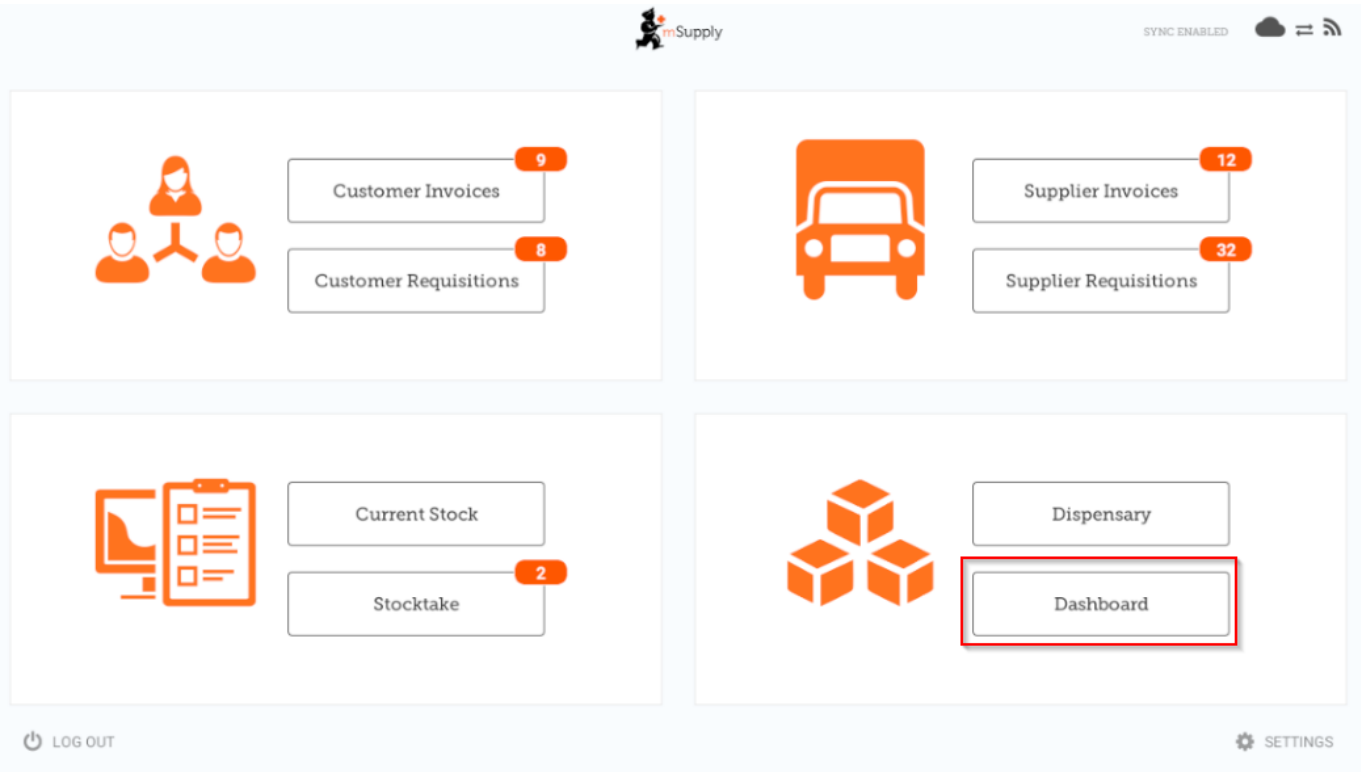 mSupply
SYNC ENABLED
9
Customer Invoices
8
Customer Requisitions
12
Supplier Invoices
32
Supplier Requisitions
Current Stock
2
Stocktake
Dispensary
Dashboard
LOG OUT
SETTINGS